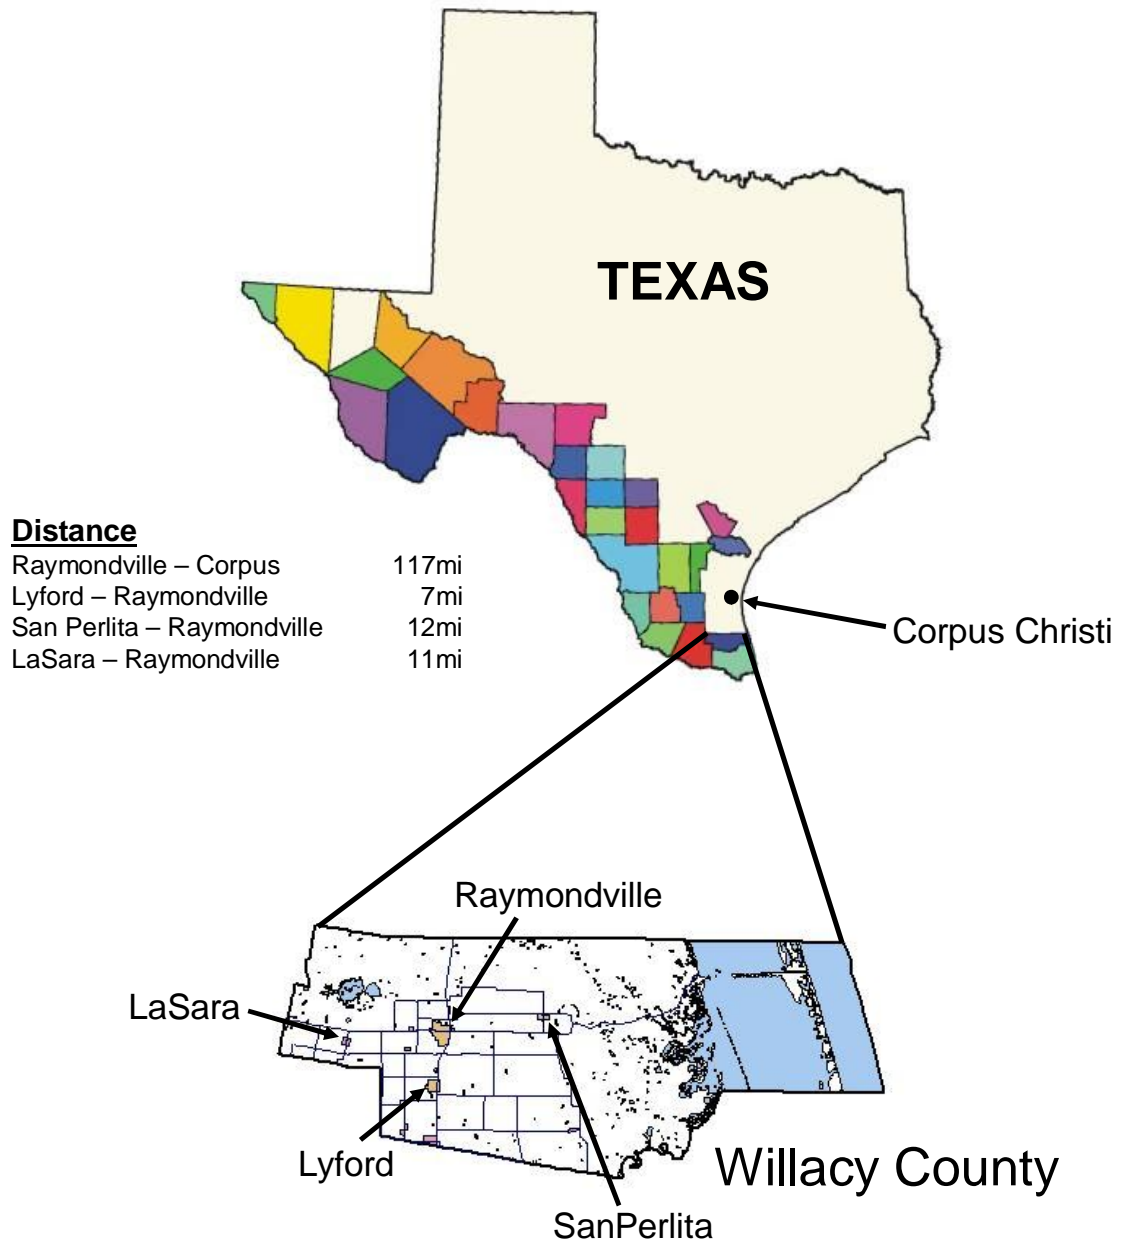 TEXAS
Distance
Raymondville – Corpus 117mi
Lyford – Raymondville 7mi
San Perlita – Raymondville 12mi
LaSara – Raymondville 11mi
Corpus Christi
Raymondville
LaSara
Lyford
Willacy County
SanPerlita